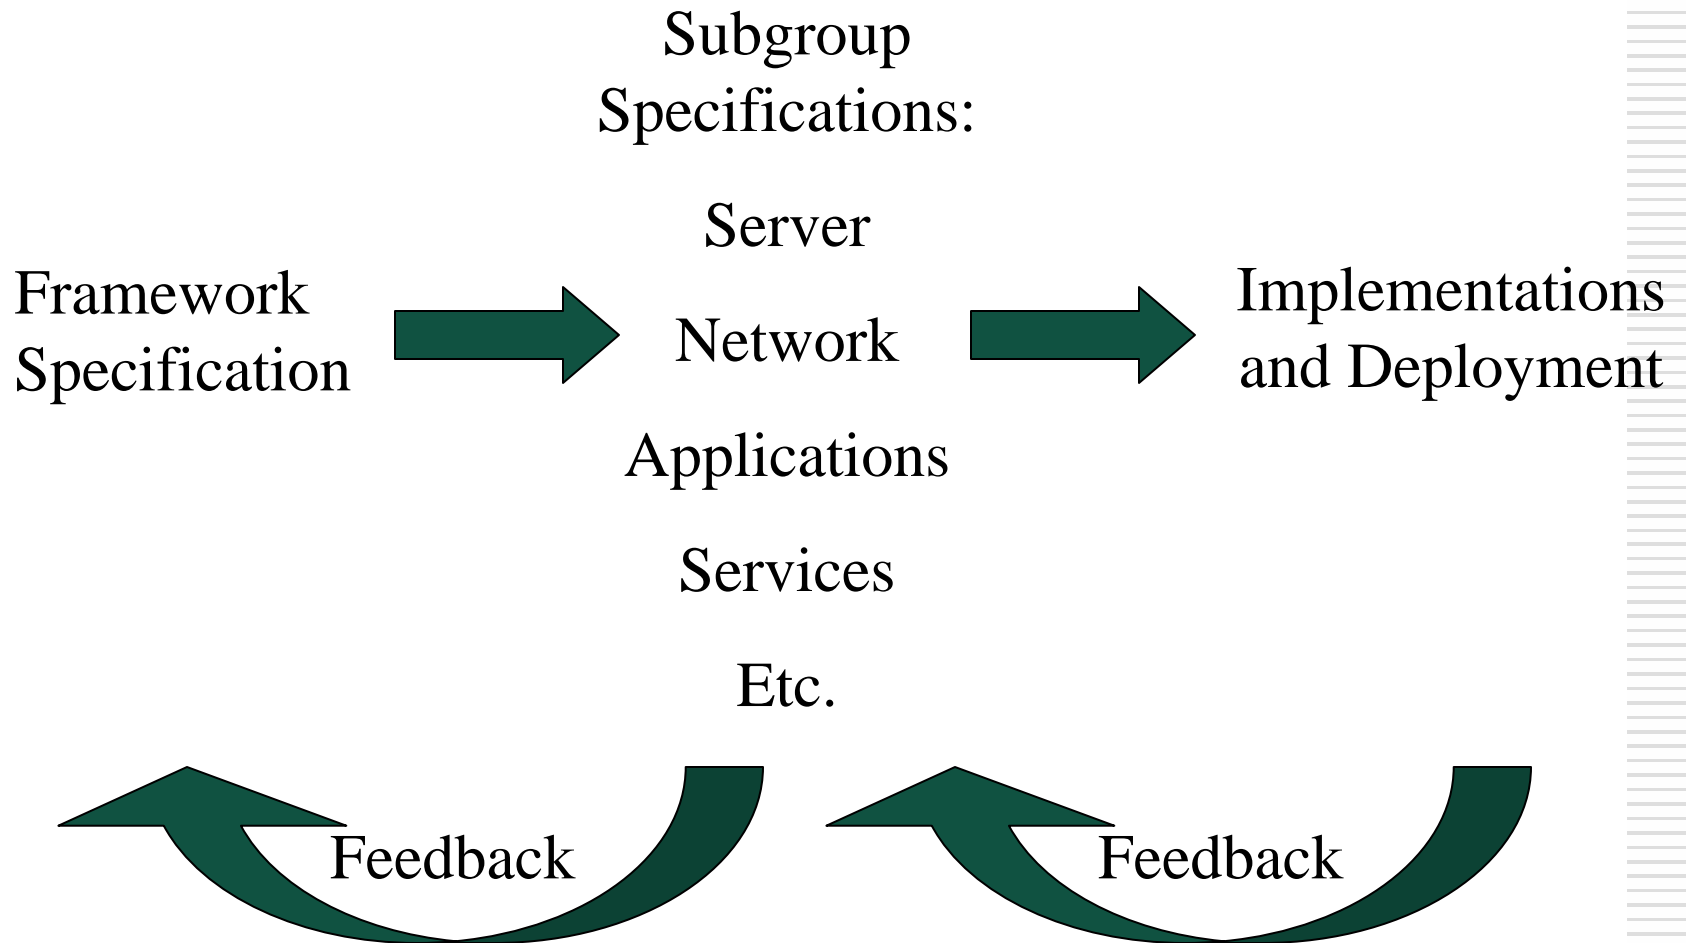 Framework
Specification
Subgroup
Specifications:
Server
Network
Applications
Services
Etc.
Implementations
and Deployment
Feedback
Feedback